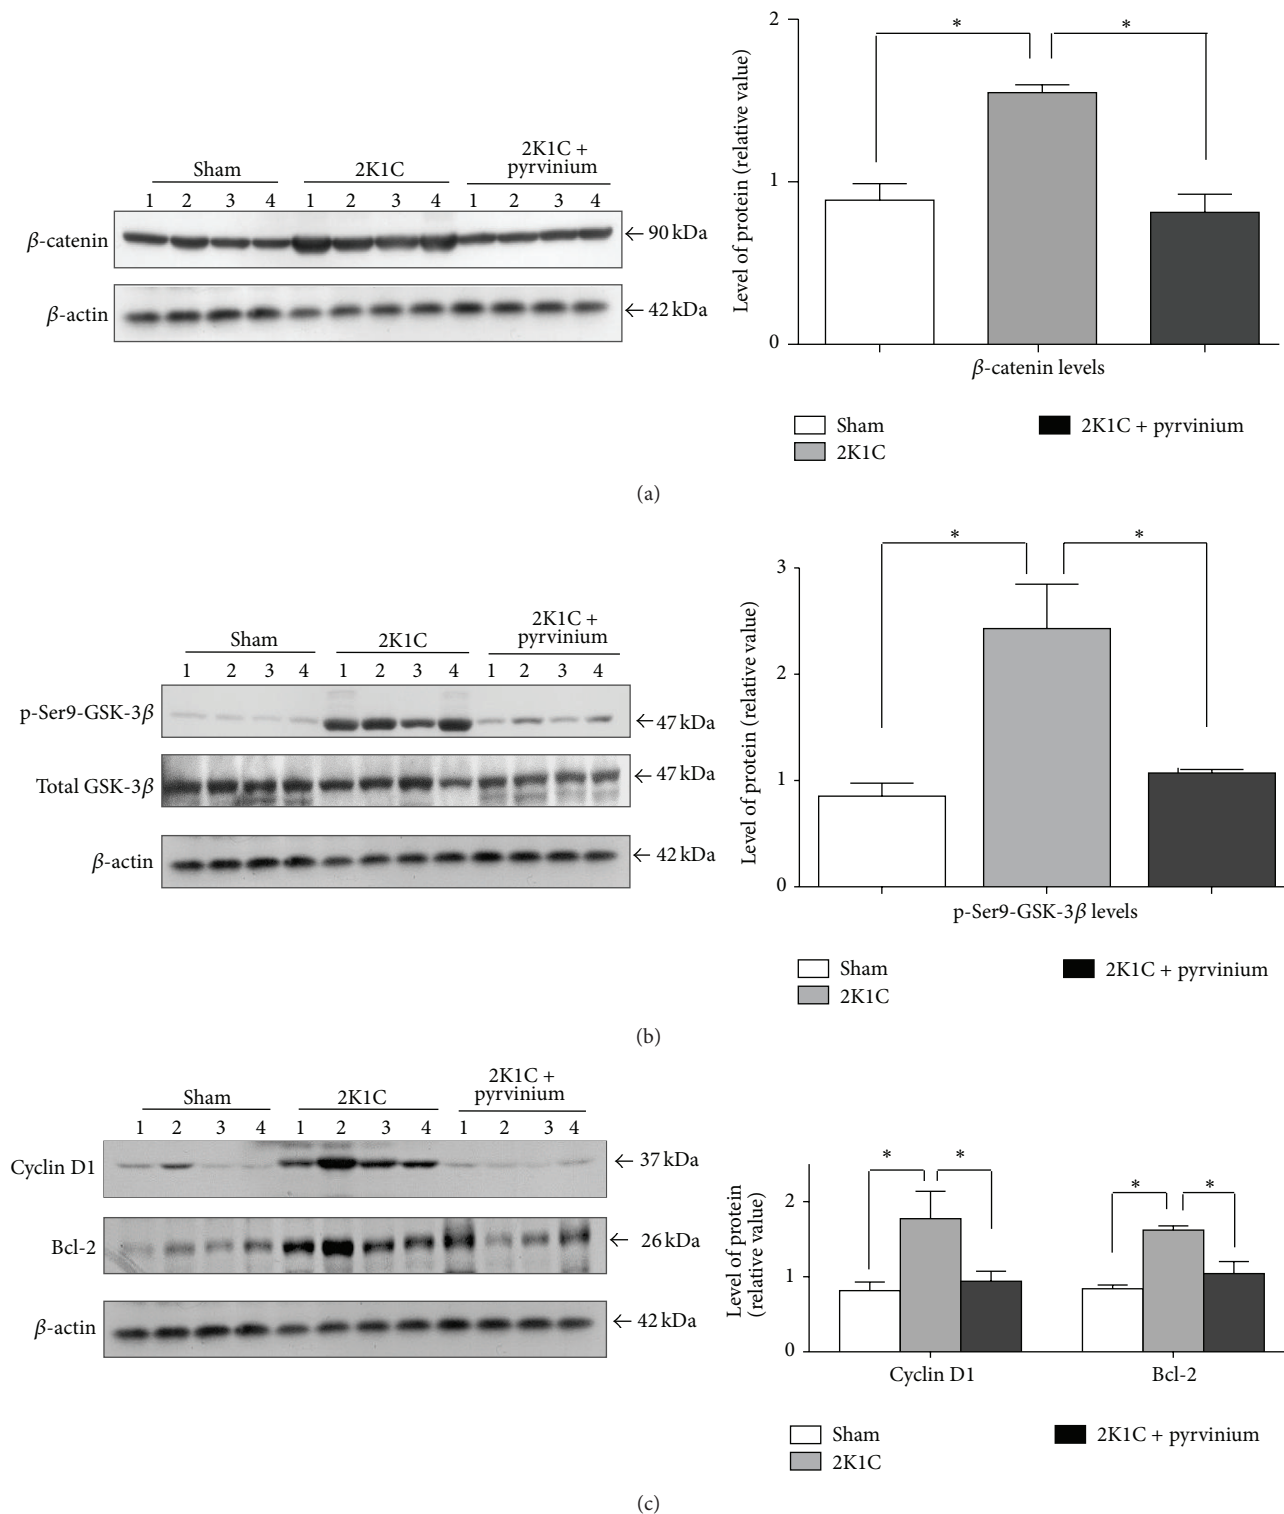 2K1C +
pyrvinium
Sham 2K1C
1 2 3 4 1 2 3 4 1 2 3 4
β-catenin ← 90 kDa
β-actin ← 42 kDa
2
1
0
Level of protein (relative value)
* *
β-catenin levels
Sham 2K1C + pyrvinium
2K1C
(a)
2K1C +
pyrvinium
Sham 2K1C
1 2 3 4 1 2 3 4 1 2 3 4
p-Ser9-GSK-3β ← 47 kDa
Total GSK-3β ← 47 kDa
β-actin ← 42 kDa
3
2
1
0
Level of protein (relative value)
* *
p-Ser9-GSK-3β levels
Sham 2K1C + pyrvinium
2K1C
(b)
2K1C +
pyrvinium
Sham 2K1C
1 2 3 4 1 2 3 4 1 2 3 4
Cyclin D1 ← 37 kDa
Bcl-2 ← 26 kDa
β-actin ← 42 kDa
2
1
0
Level of protein
(relative value)
* * * *
Cyclin D1 Bcl-2
Sham 2K1C + pyrvinium
2K1C
(c)